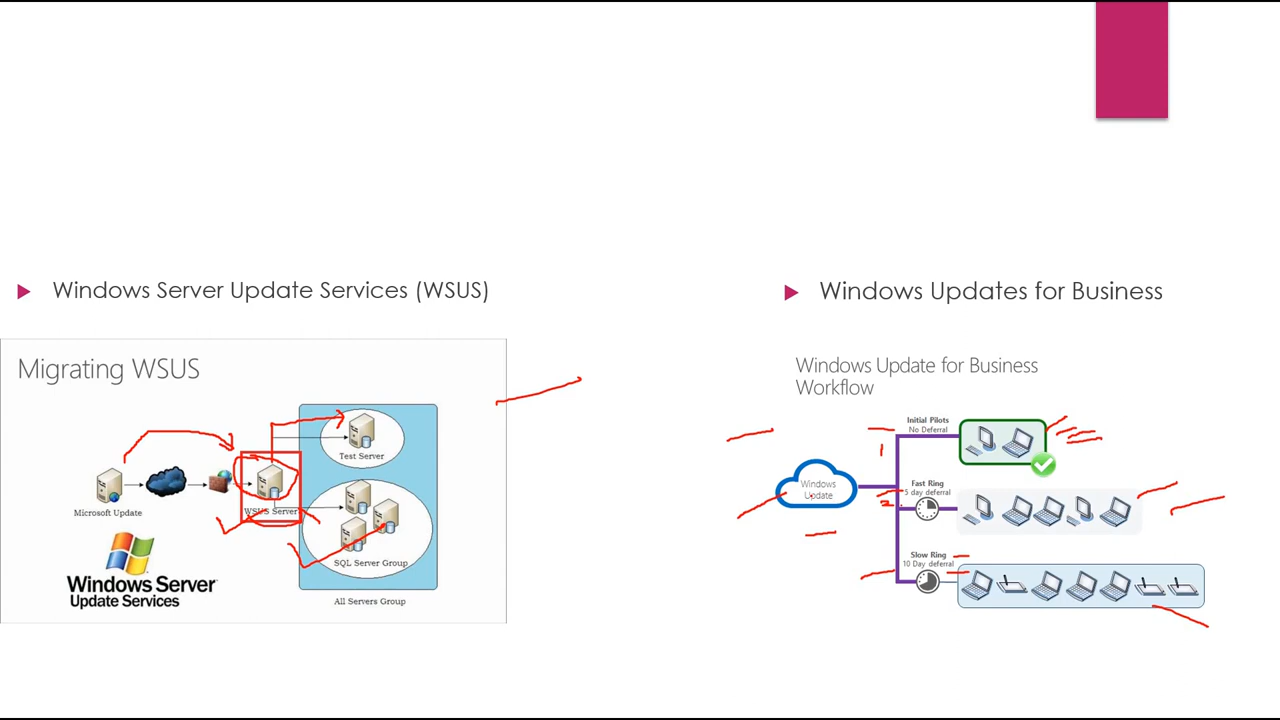 Windows Server Update Services (WSUS)
Migrating WSUS
Test Server
Microsoft Update
WSUS Server
SQL Server Group
All Servers Group
Windows Server
Update Services
Windows Updates for Business
Windows Update for Business
Workflow
Initial Pilots
No Deferral
1
Windows
Update
Fast Ring
5 day deferral
2
Slow Ring
10 Day deferral